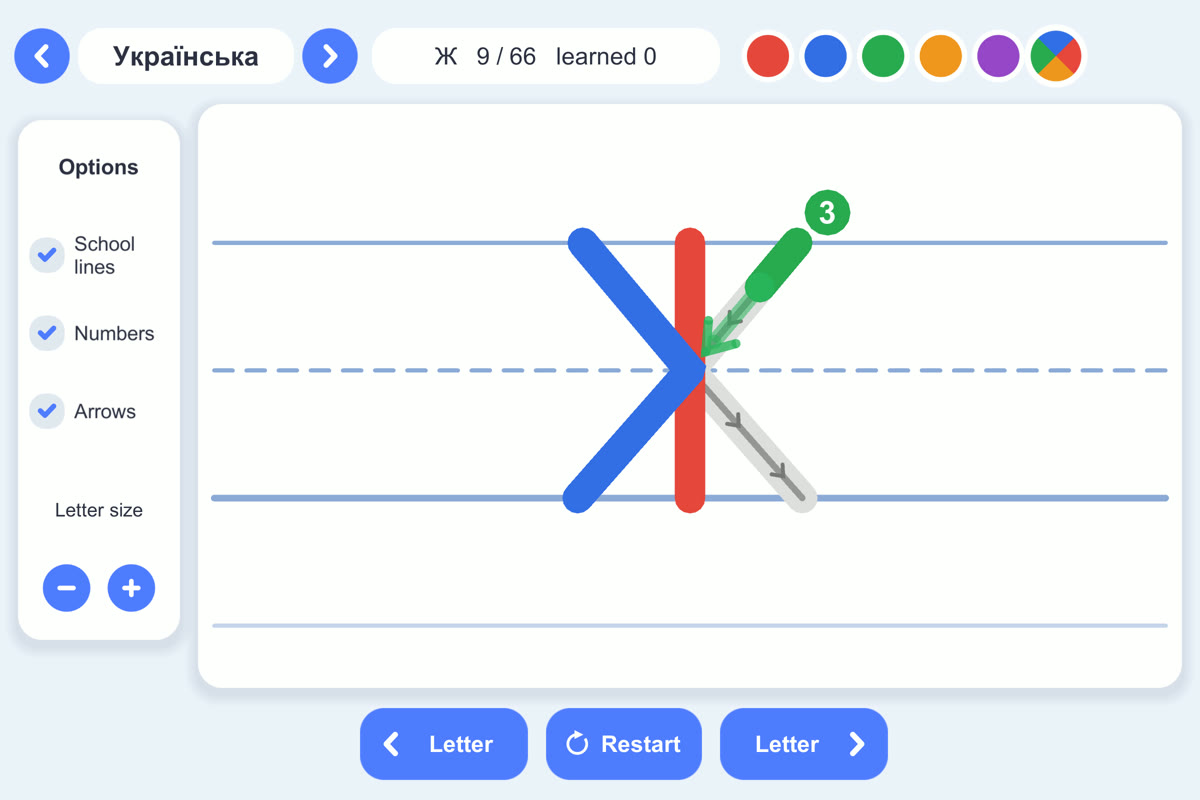 Українська
Ж 9 / 66 learned 0
Options
School
lines
Numbers
Arrows
Letter size
3
Letter
Restart
Letter